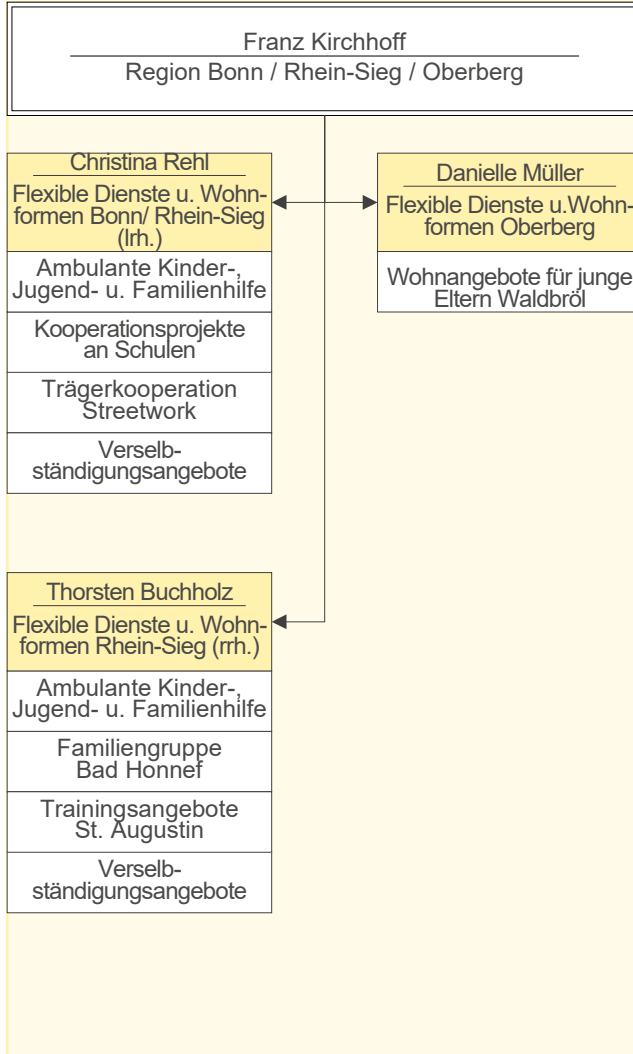 Franz Kirchhoff
Region Bonn / Rhein-Sieg / Oberberg
Christina Rehl
Flexible Dienste u. Wohn-
formen Bonn/ Rhein-Sieg
(lrh.)
Ambulante Kinder-,
Jugend- u. Familienhilfe
Kooperationsprojekte
an Schulen
Trägerkooperation
Streetwork
Verselb-
ständigungsangebote
Danielle Müller
Flexible Dienste u.Wohn-
formen Oberberg
Wohnangebote für junge
Eltern Waldbröl
Thorsten Buchholz
Flexible Dienste u. Wohn-
formen Rhein-Sieg (rrh.)
Ambulante Kinder-,
Jugend- u. Familienhilfe
Familiengruppe
Bad Honnef
Trainingsangebote
St. Augustin
Verselb-
ständigungsangebote